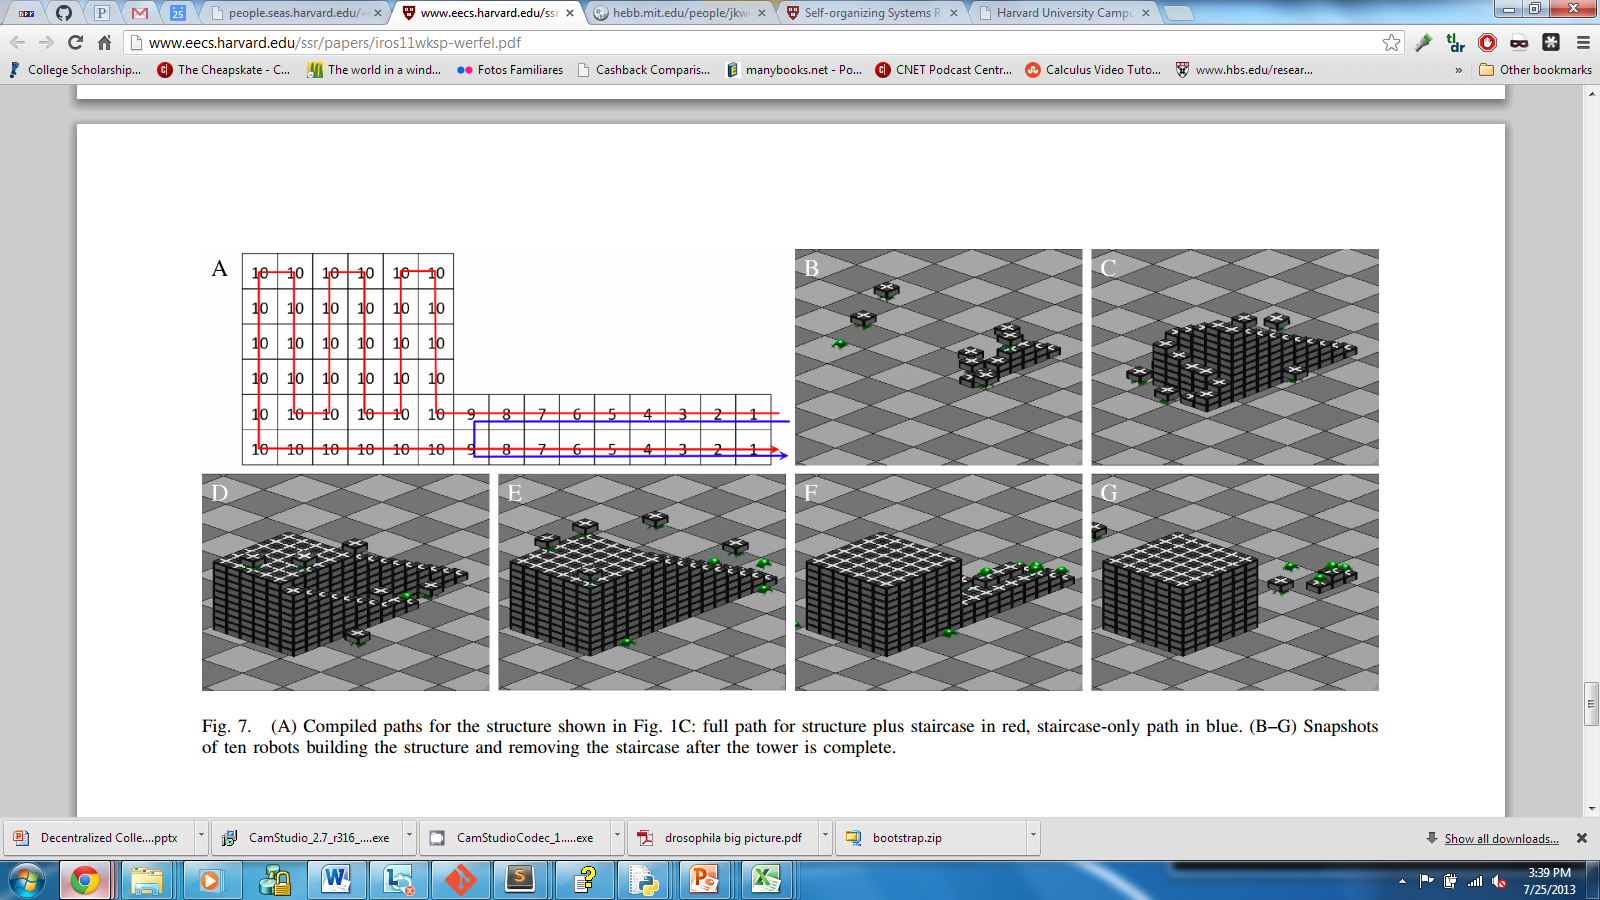 people.seas.harvard.edu/
www.eecs.harvard.edu/ssr
hebb.mit.edu/people/jkw
Self-organizing Systems R
Harvard University Campu
25
www.eecs.harvard.edu/ssr/papers/iros11wksp-werfel.pdf
tl;dr
College Scholarship...
The Cheapskate - C...
The world in a wind...
Fotos Familiares
Cashback Comparis...
manybooks.net - Po...
CNET Podcast Centr...
Calculus Video Tuto...
www.hbs.edu/resear...
»
Other bookmarks
A
10 10 10 10 10 10
10 10 10 10 10 10
10 10 10 10 10 10
10 10 10 10 10 10
10 10 10 10 10 10 9 8 7 6 5 4 3 2 1
10 10 10 10 10 10 9 8 7 6 5 4 3 2 1
B
C
D
E
F
G
Fig. 7. (A) Compiled paths for the structure shown in Fig. 1C: full path for structure plus staircase in red, staircase-only path in blue. (B–G) Snapshots
of ten robots building the structure and removing the staircase after the tower is complete.
Decentralized Colle....pptx
CamStudio_2.7_r316_....exe
CamStudioCodec_1.....exe
drosophila big picture.pdf
bootstrap.zip
Show all downloads...
3:39 PM
7/25/2013